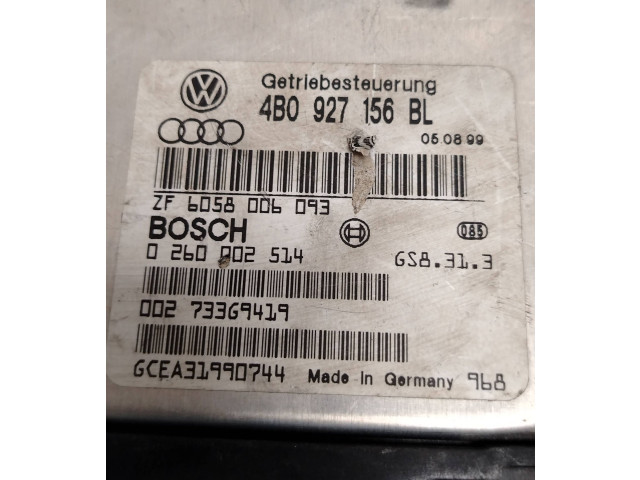 Getriebesteuerung
4B0 927 156 BL
05.08.99
ZF 6058 006 093
BOSCH
085
0 260 002 514
GS8.31.3
002 733G9419
GCEA31990744 Made In Germany 968